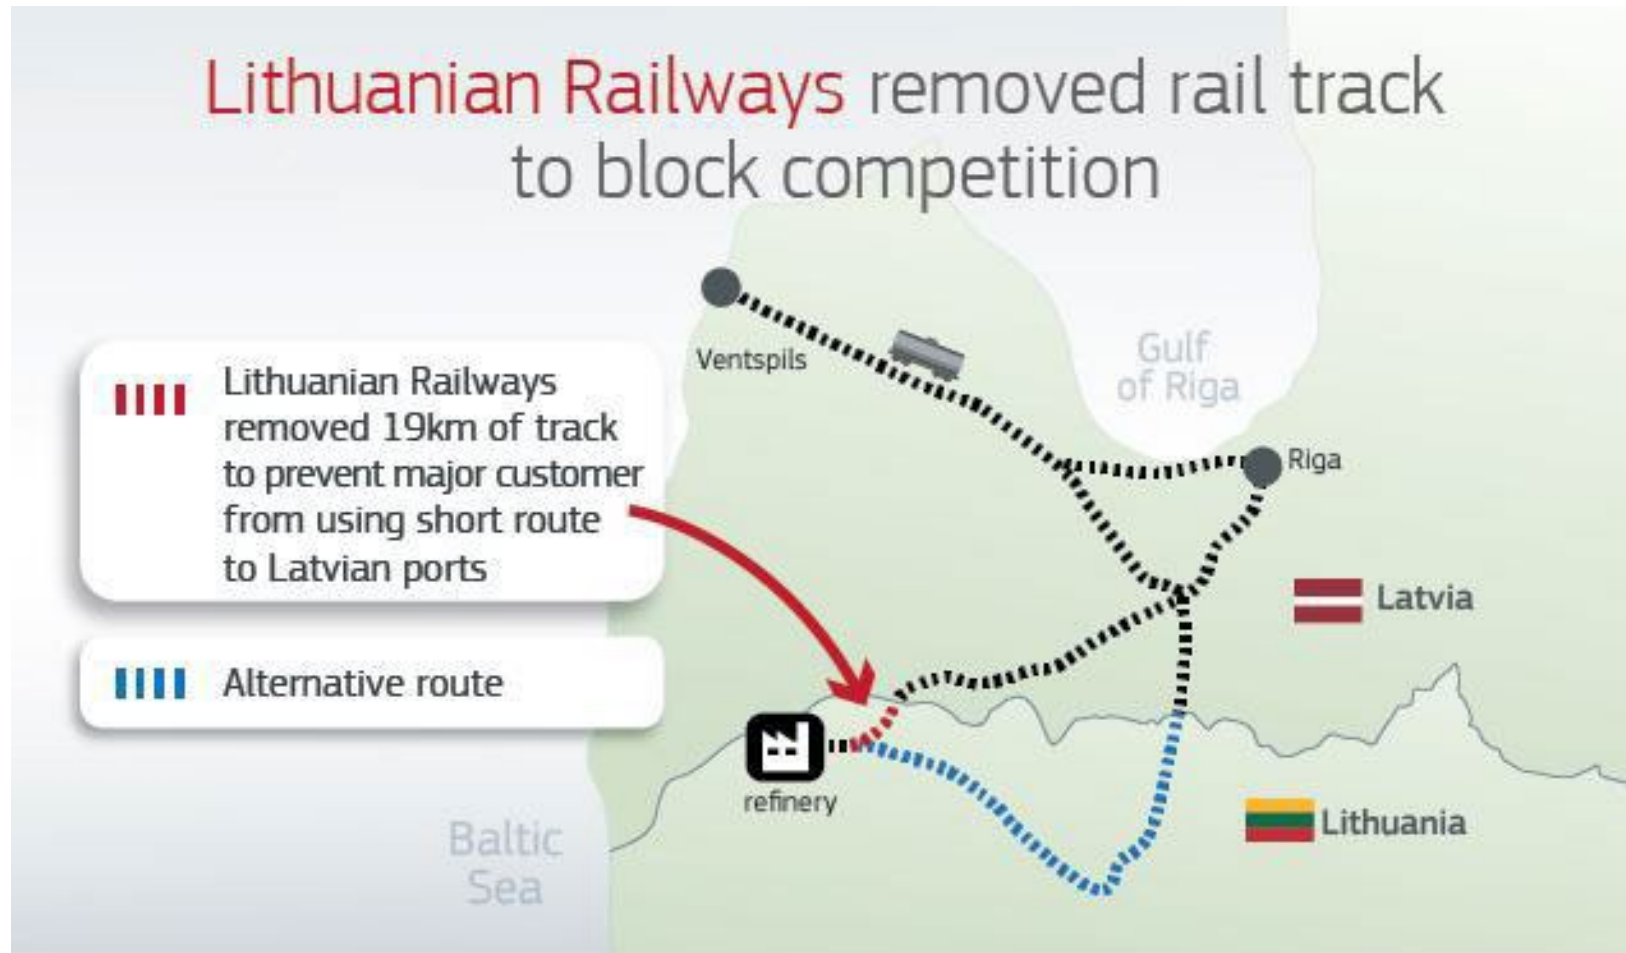 Lithuanian Railways removed rail track
to block competition
Ventspils
Gulf
of Riga
Riga
Lithuanian Railways
removed 19km of track
to prevent major customer
from using short route
to Latvian ports
Latvia
Alternative route
refinery
Lithuania
Baltic
Sea